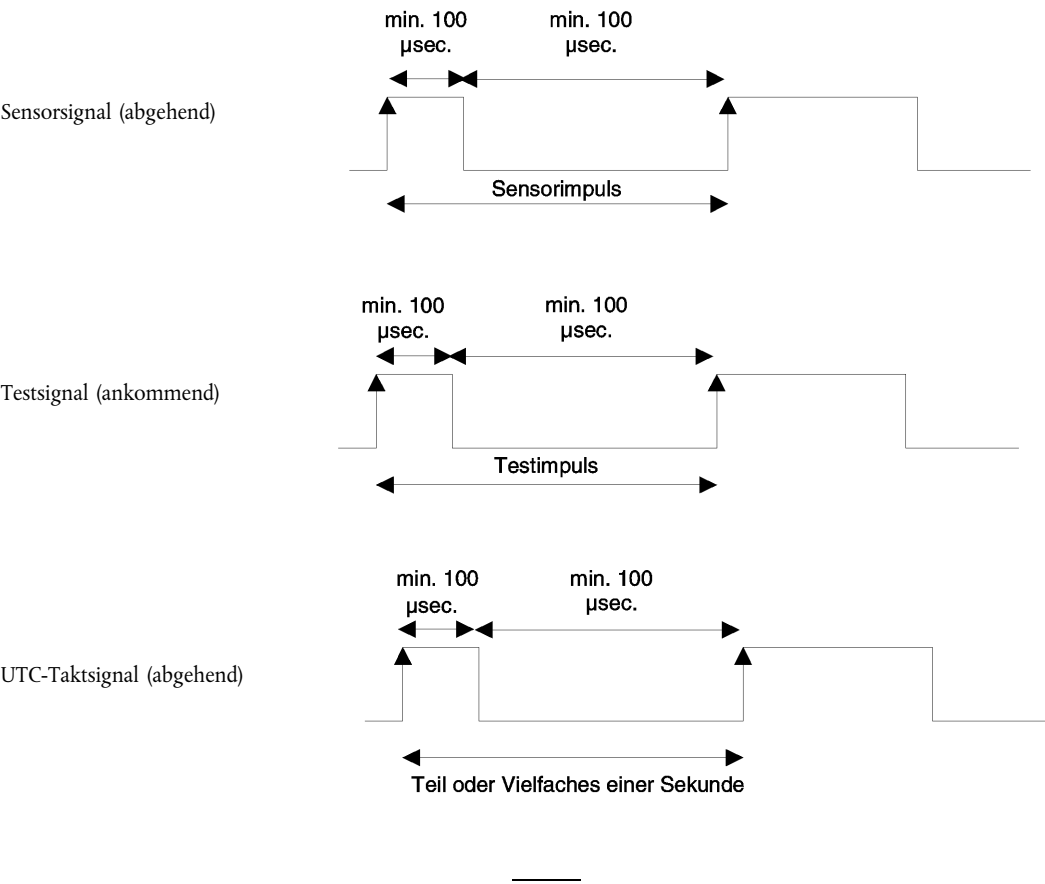 min. 100 µsec.
min. 100 µsec.
Sensorsignal (abgehend)
Sensorimpuls
min. 100 µsec.
min. 100 µsec.
Testsignal (ankommend)
Testimpuls
min. 100 µsec.
min. 100 µsec.
UTC-Taktsignal (abgehend)
Teil oder Vielfaches einer Sekunde